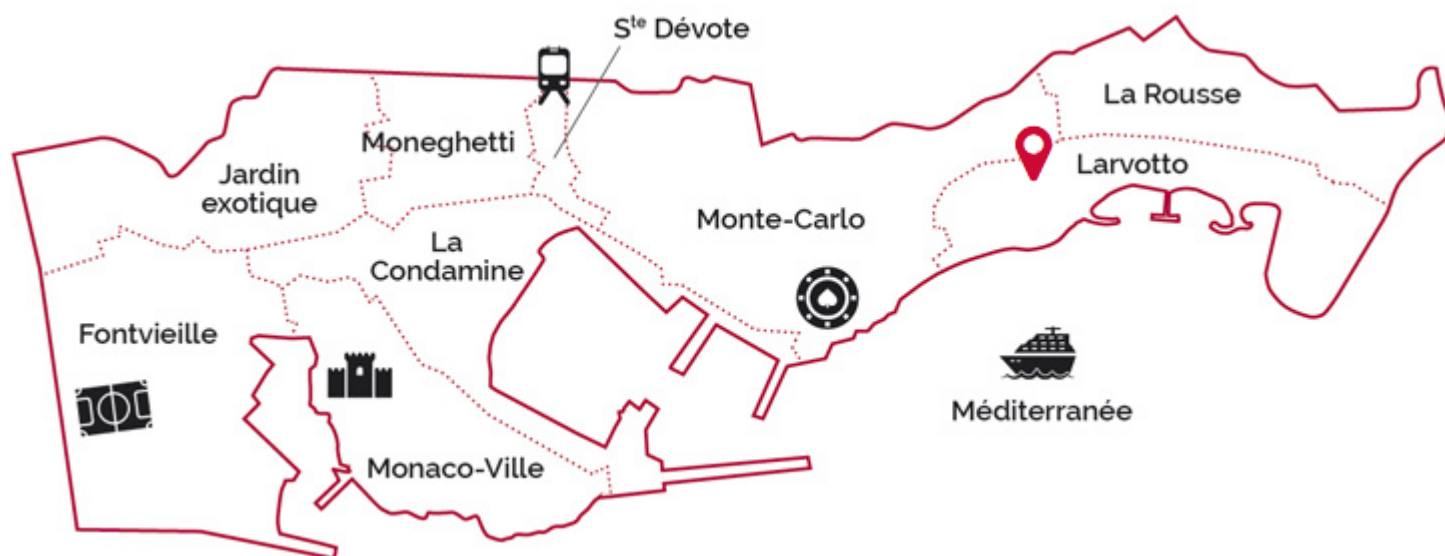 Sᵗᵉ Dévote
La Rousse
Moneghetti
Larvotto
Jardin
exotique
Monte-Carlo
La
Condamine
Fontvieille
Méditerranée
Monaco-Ville